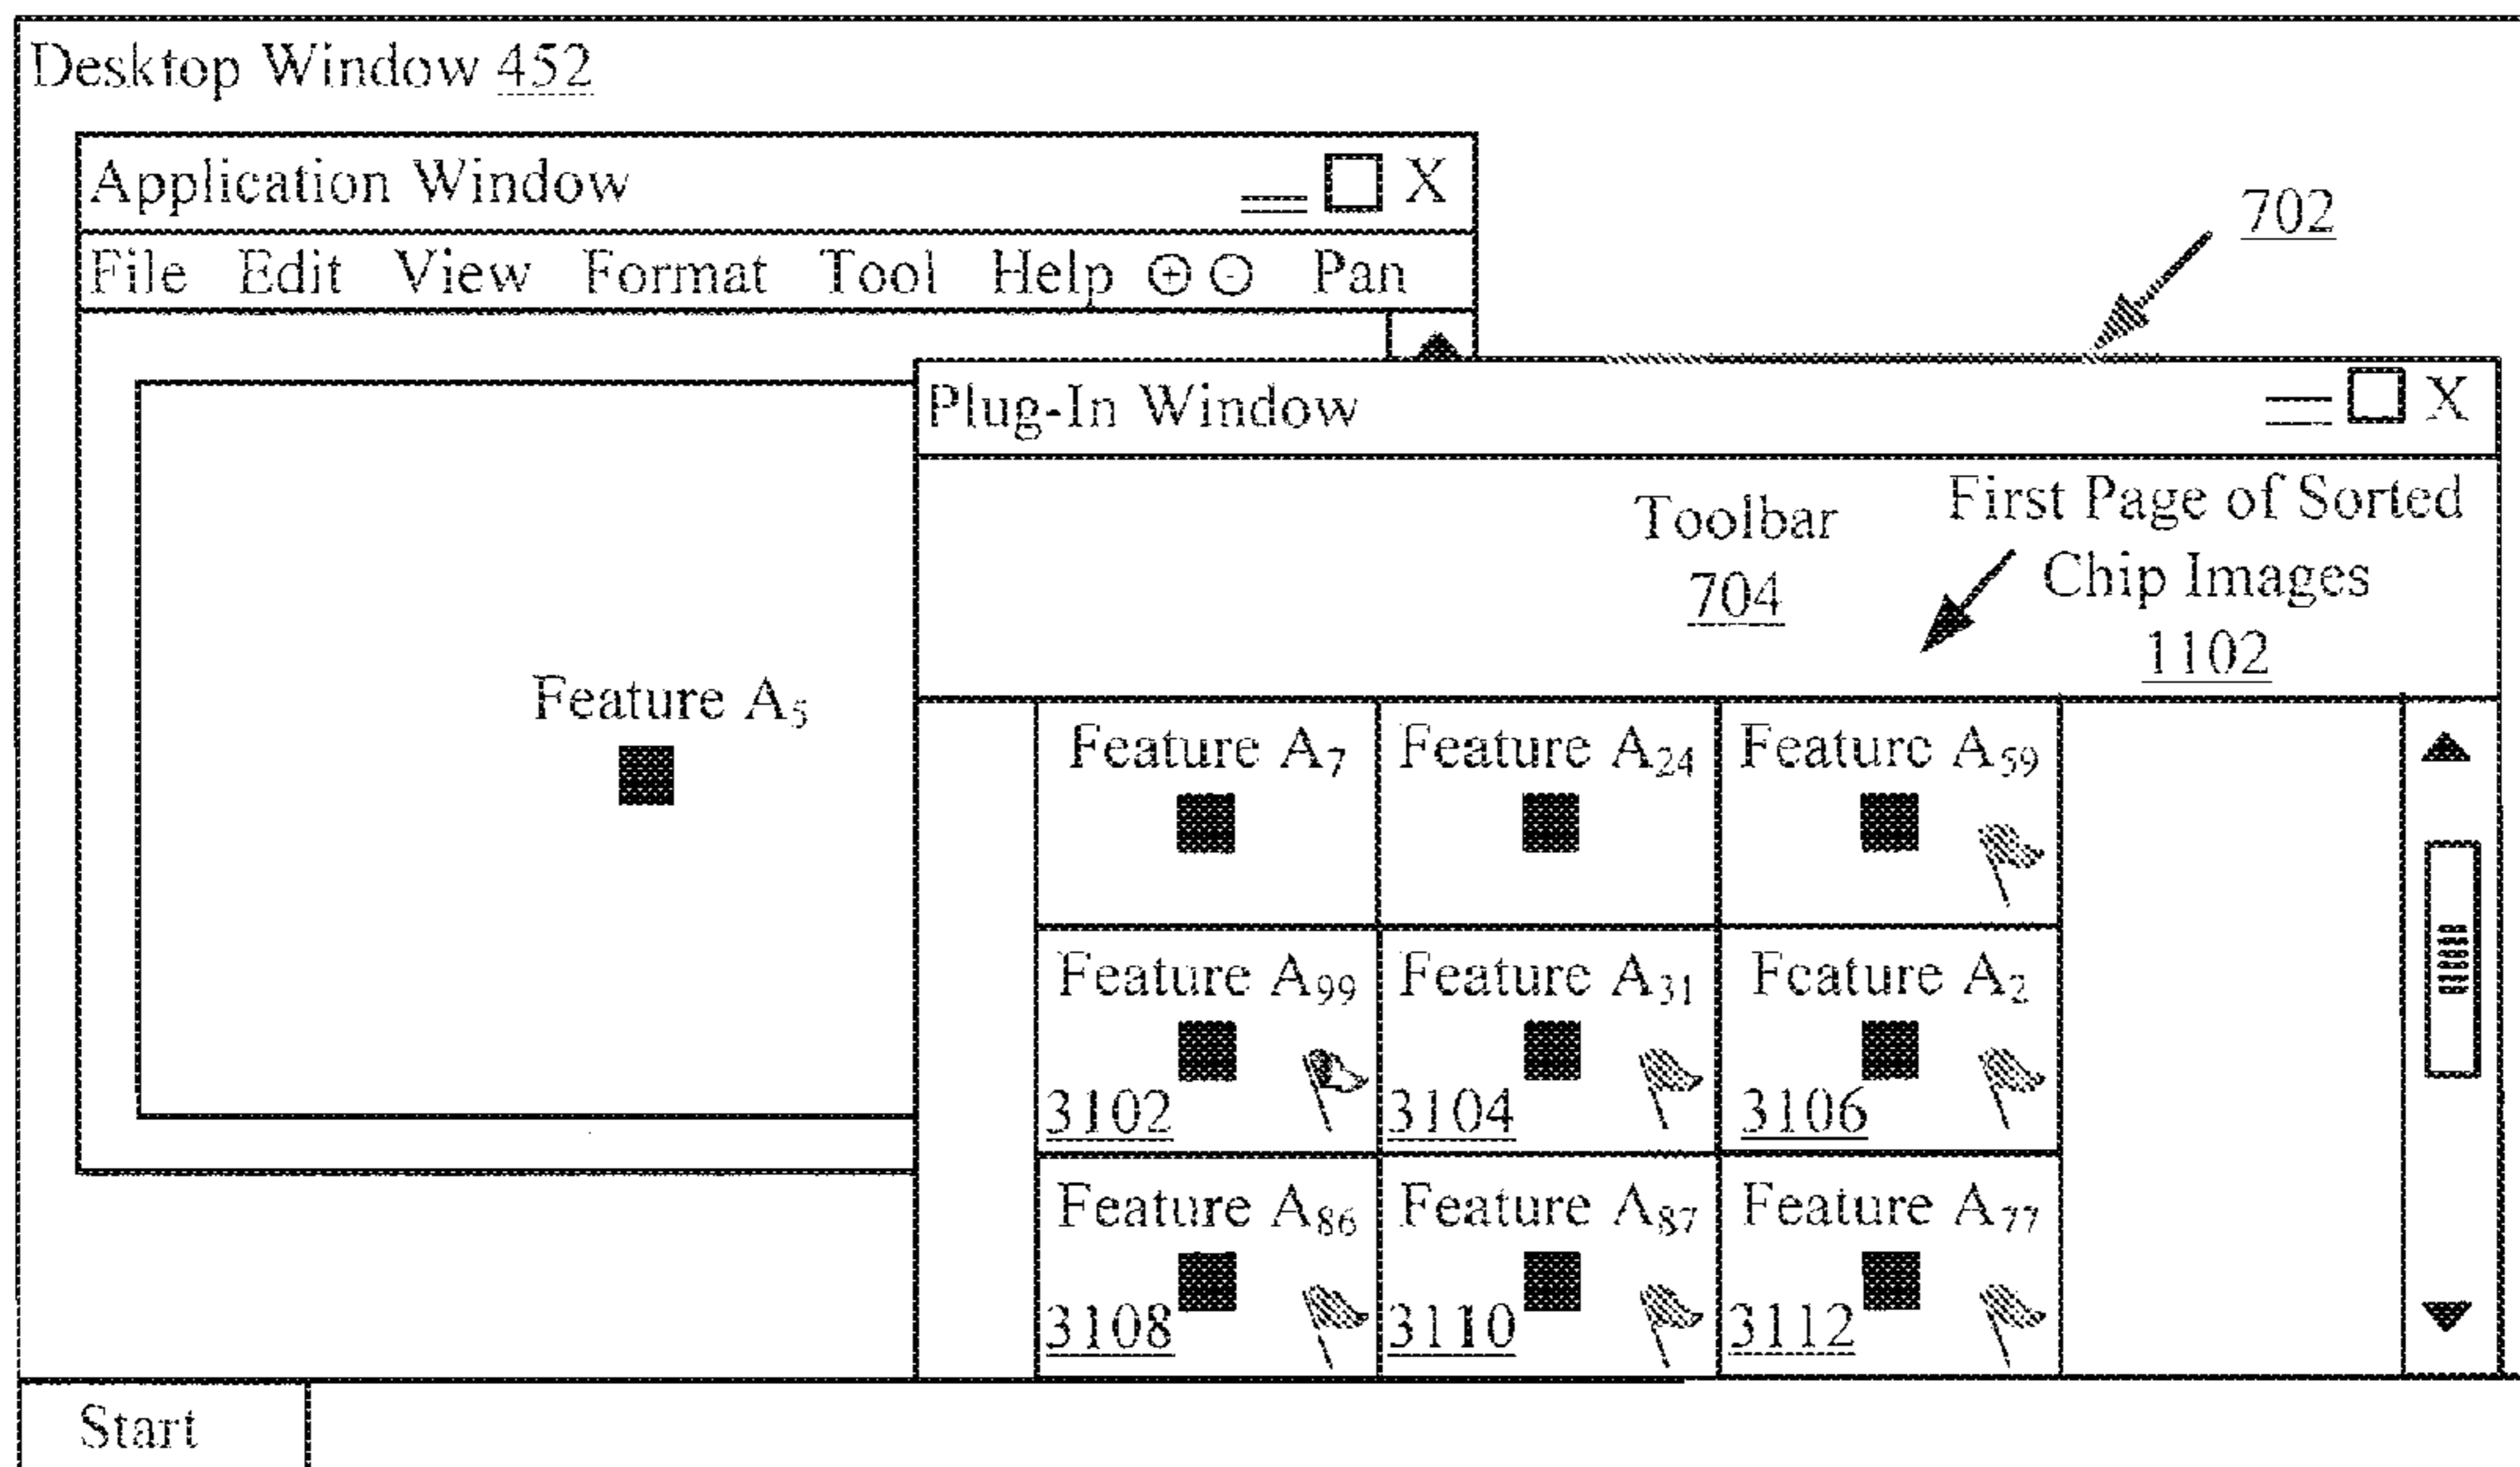 Desktop Window 452
Application Window X
File Edit View Format Tool Help + - Pan
702
Plug-In Window X
Toolbar
704
First Page of Sorted
Chip Images
1102
Feature A5
Feature A7 Feature A24 Feature A59
Feature A99 Feature A31 Feature A2
3102 3104 3106
Feature A86 Feature A87 Feature A77
3108 3110 3112
Start